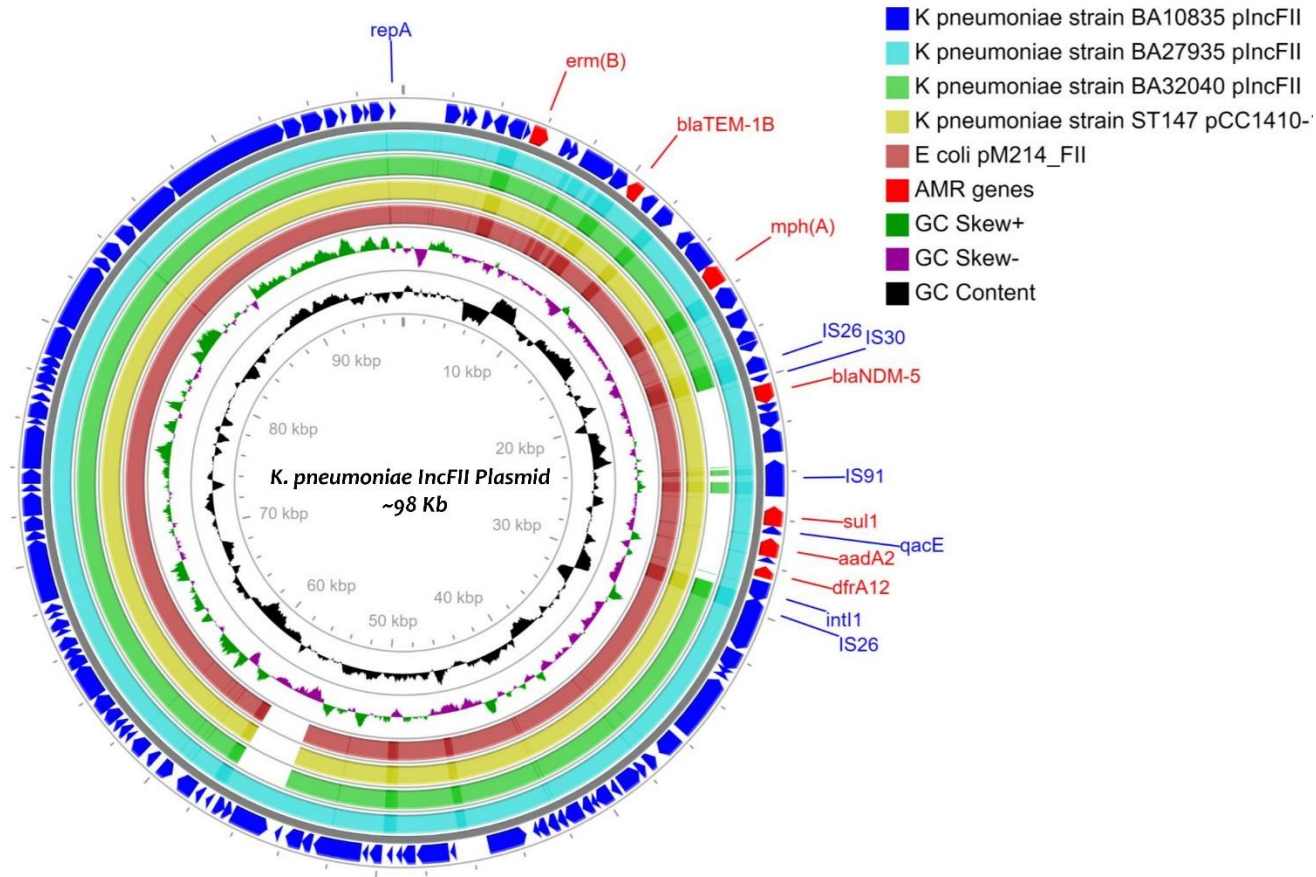 repA
erm(B)
blaTEM-1B
mph(A)
IS26
IS30
blaNDM-5
IS91
sul1
qacE
aadA2
dfrA12
intI1
IS26
K pneumoniae strain BA10835 pIncFII
K pneumoniae strain BA27935 pIncFII
K pneumoniae strain BA32040 pIncFII
K pneumoniae strain ST147 pCC1410-
E coli pM214_FII
AMR genes
GC Skew+
GC Skew-
GC Content
10 kbp
20 kbp
30 kbp
40 kbp
50 kbp
60 kbp
70 kbp
80 kbp
90 kbp
K. pneumoniae IncFII Plasmid
~98 Kb